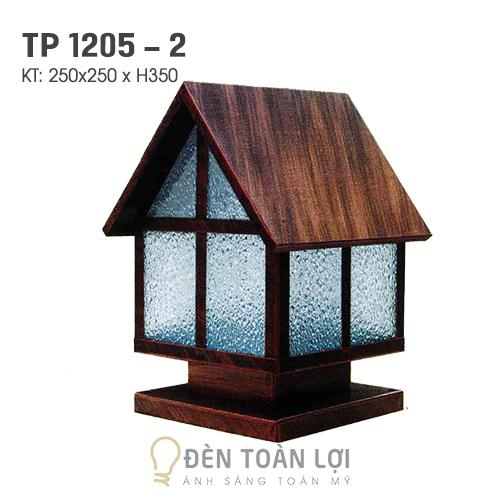 TP 1205 – 2
KT: 250x250 x H350
ĐÈN TOÀN LỢI
ÁNH SÁNG TOÀN MỸ